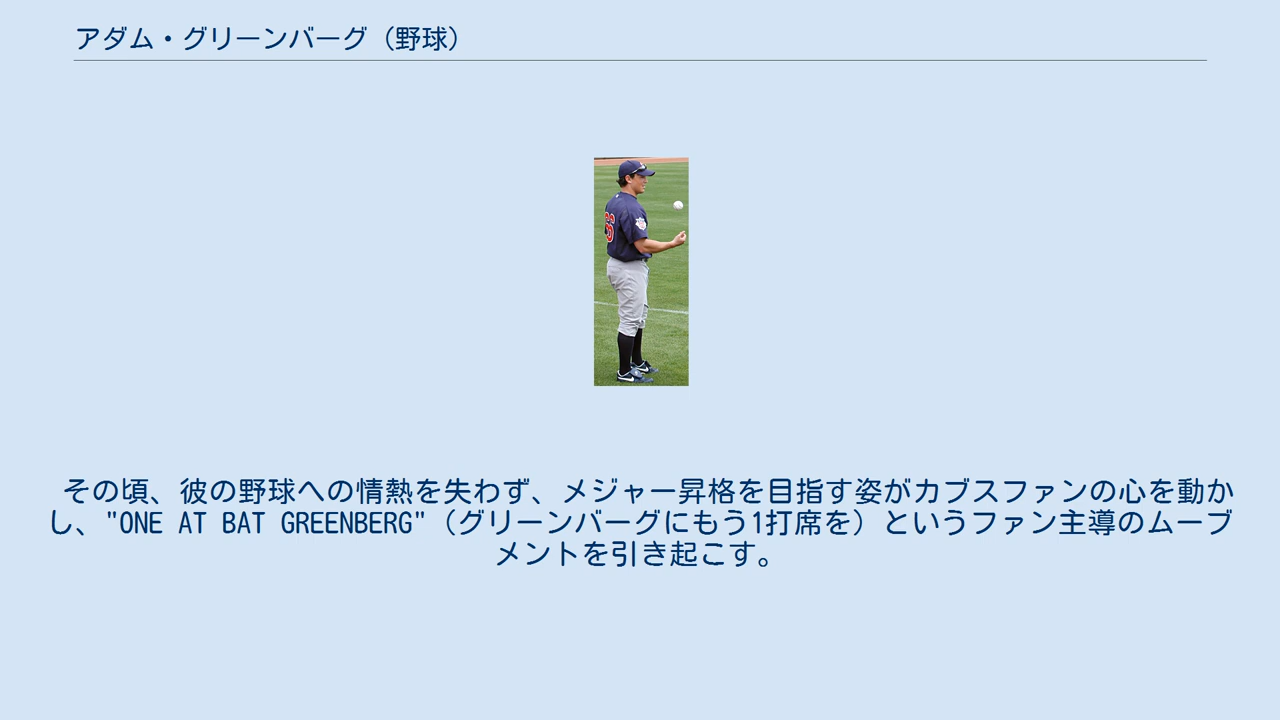 アダム・グリーンバーグ（野球）
その頃、彼の野球への情熱を失わず、メジャー昇格を目指す姿がカブスファンの心を動か
し、"ONE AT BAT GREENBERG"（グリーンバーグにもう1打席を）というファン主導のムーブ
メントを引き起こす。